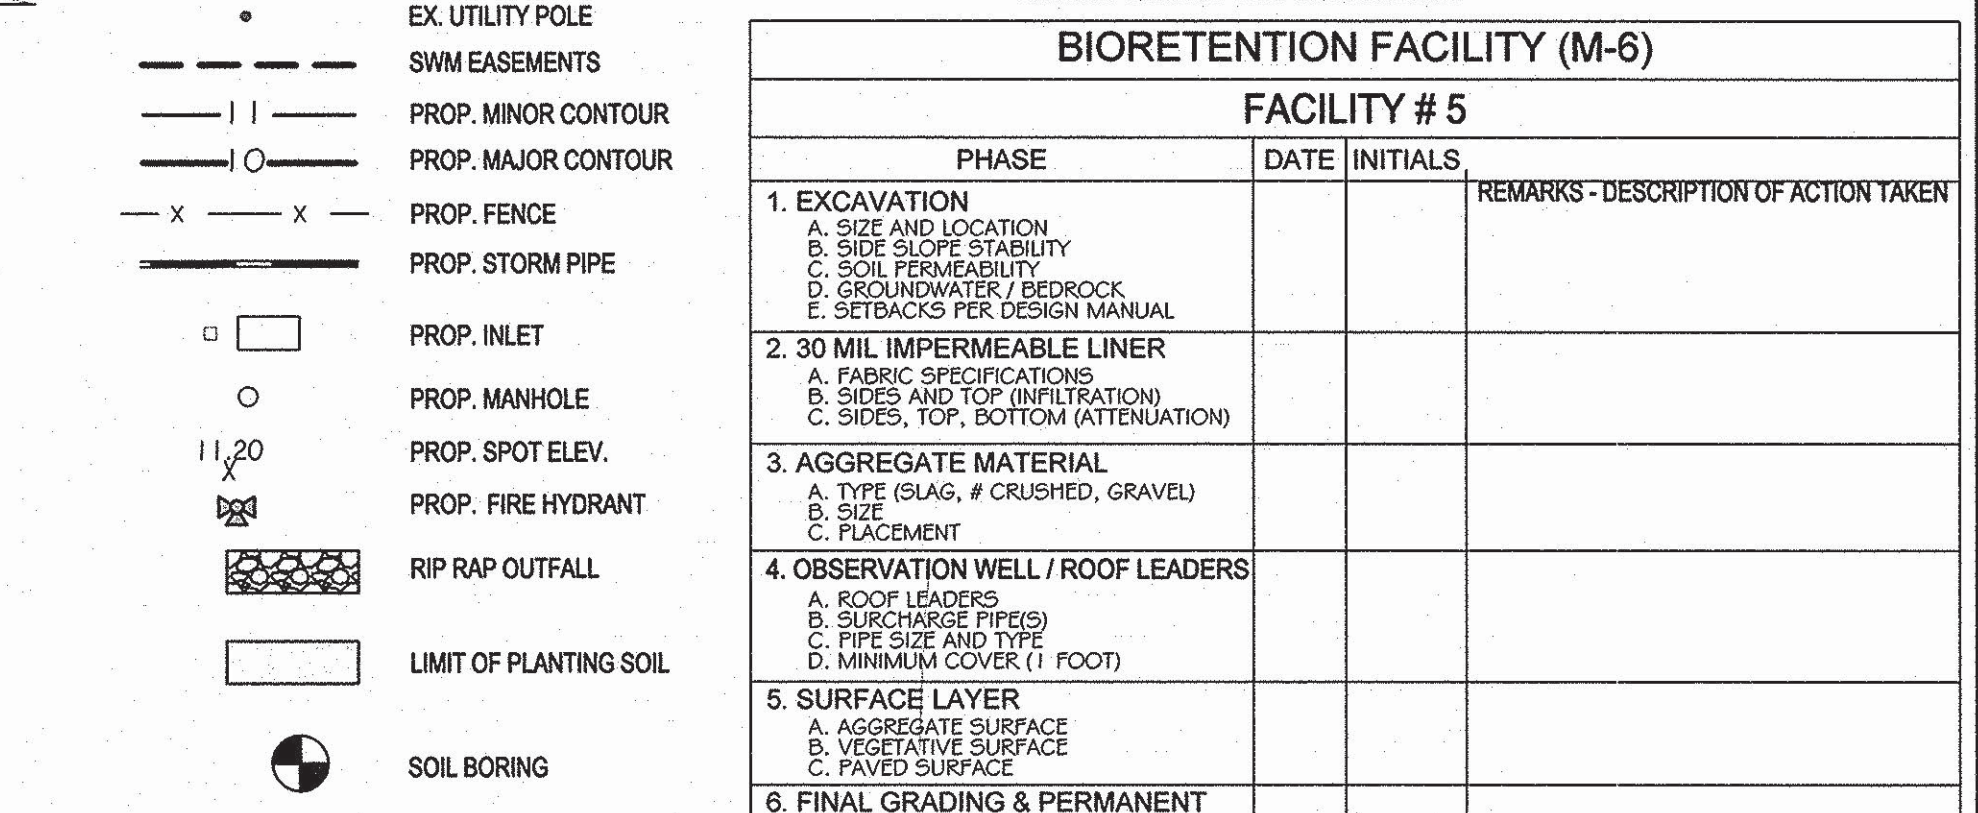 EX. UTILITY POLE
SWM EASEMENTS
11 PROP. MINOR CONTOUR
10 PROP. MAJOR CONTOUR
X X PROP. FENCE
PROP. STORM PIPE
PROP. INLET
PROP. MANHOLE
11.20 PROP. SPOT ELEV.
X
PROP. FIRE HYDRANT
RIP RAP OUTFALL
LIMIT OF PLANTING SOIL
SOIL BORING
BIORETENTION FACILITY (M-6)
FACILITY # 5
PHASE DATE INITIALS
REMARKS - DESCRIPTION OF ACTION TAKEN
1. EXCAVATION
A. SIZE AND LOCATION
B. SIDE SLOPE STABILITY
C. SOIL PERMEABILITY
D. GROUNDWATER / BEDROCK
E. SETBACKS PER DESIGN MANUAL
2. 30 MIL IMPERMEABLE LINER
A. FABRIC SPECIFICATIONS
B. SIDES AND TOP (INFILTRATION)
C. SIDES, TOP, BOTTOM (ATTENUATION)
3. AGGREGATE MATERIAL
A. TYPE (SLAG, # CRUSHED, GRAVEL)
B. SIZE
C. PLACEMENT
4. OBSERVATION WELL / ROOF LEADERS
A. ROOF LEADERS
B. SURCHARGE PIPE(S)
C. PIPE SIZE AND TYPE
D. MINIMUM COVER (1 FOOT)
5. SURFACE LAYER
A. AGGREGATE SURFACE
B. VEGETATIVE SURFACE
C. PAVED SURFACE
6. FINAL GRADING & PERMANENT